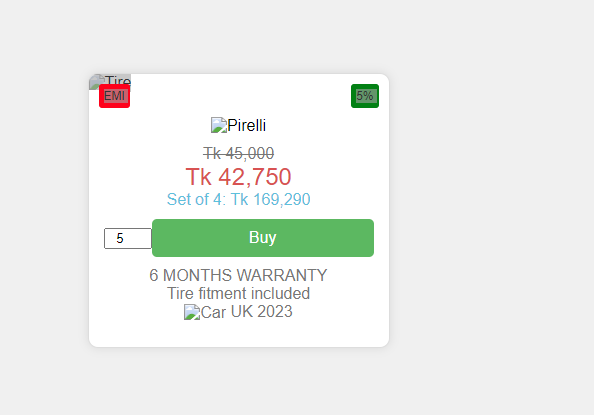 Tire
EMI
5%
Pirelli
Tk 45,000
Tk 42,750
Set of 4: Tk 169,290
5
Buy
6 MONTHS WARRANTY
Tire fitment included
Car UK 2023